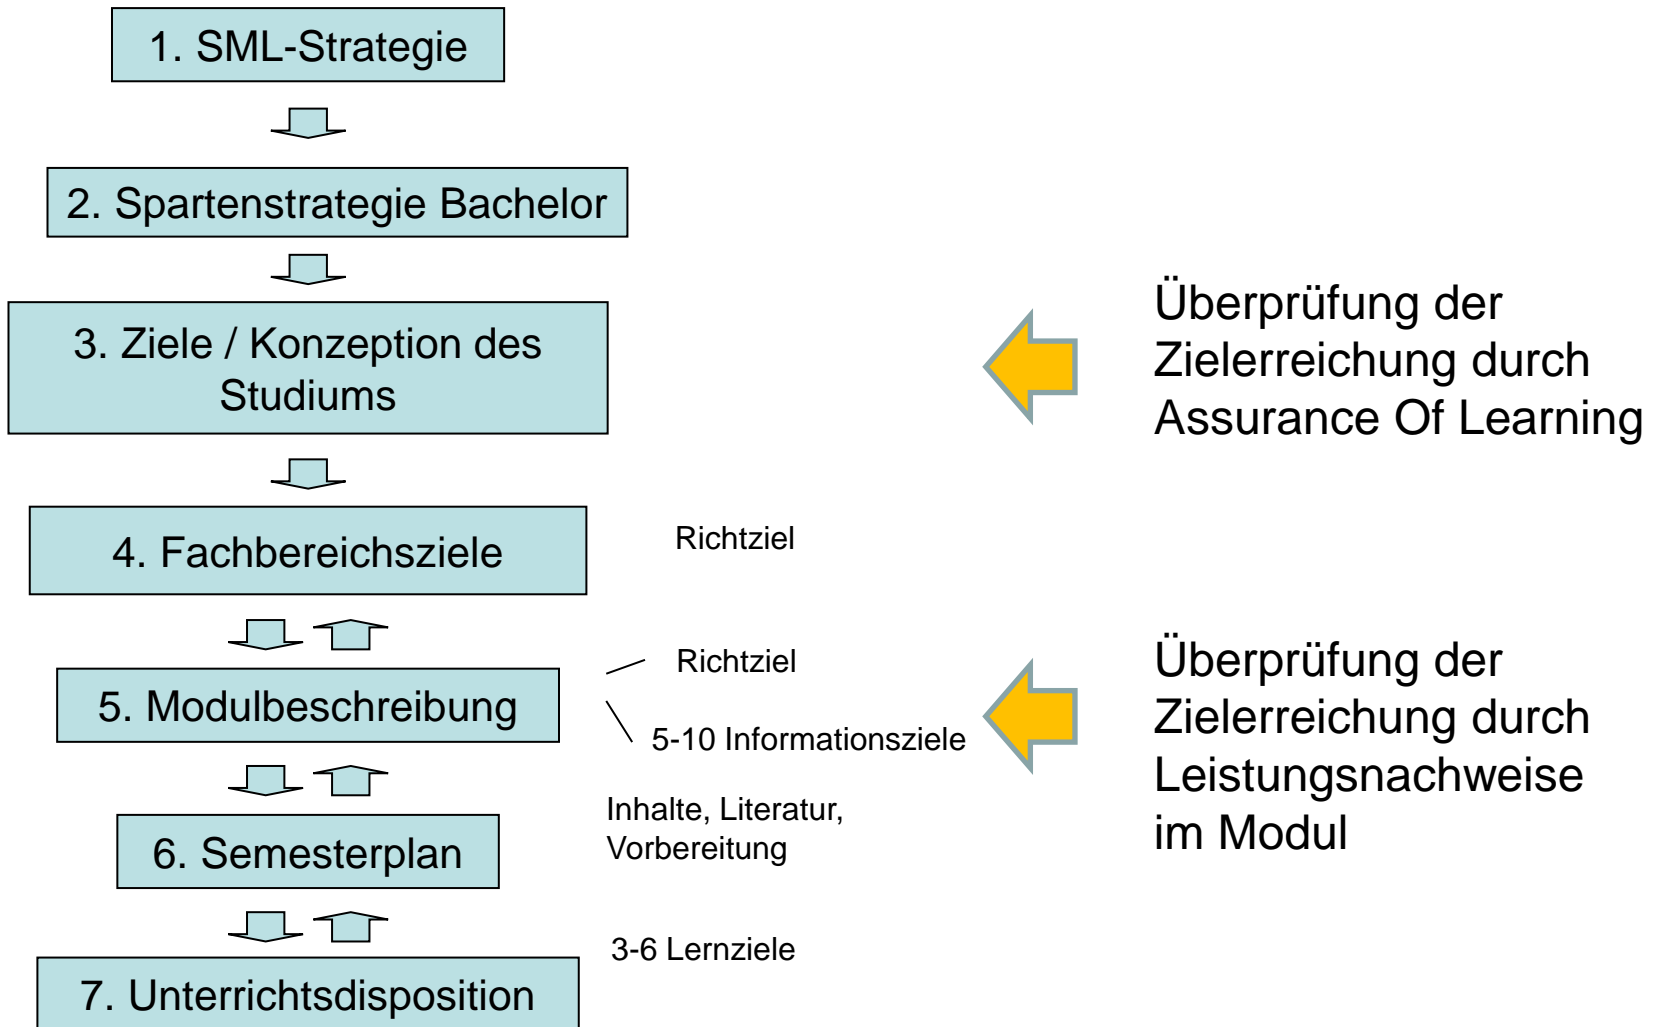 1. SML-Strategie
2. Spartenstrategie Bachelor
3. Ziele / Konzeption des
Studiums
Überprüfung der
Zielerreichung durch
Assurance Of Learning
4. Fachbereichsziele
Richtziel
5. Modulbeschreibung
Richtziel
5-10 Informationsziele
Überprüfung der
Zielerreichung durch
Leistungsnachweise
im Modul
6. Semesterplan
Inhalte, Literatur,
Vorbereitung
7. Unterrichtsdisposition
3-6 Lernziele